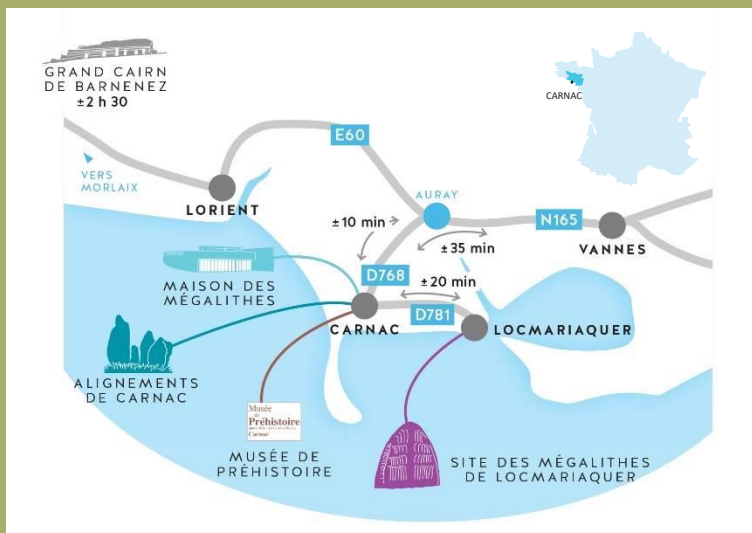 GRAND CAIRN
DE BARNENEZ
±2 h 30
CARNAC
E60
VERS
MORLAIX
LORIENT
AURAY
N165
VANNES
±10 min
±35 min
D768
±20 min
MAISON DES
MÉGALITHES
CARNAC
D781
LOCMARIAQUER
ALIGNEMENTS
DE CARNAC
Musée
de
Préhistoire
Carnac
MUSÉE DE
PRÉHISTOIRE
SITE DES MÉGALITHES
DE LOCMARIAQUER